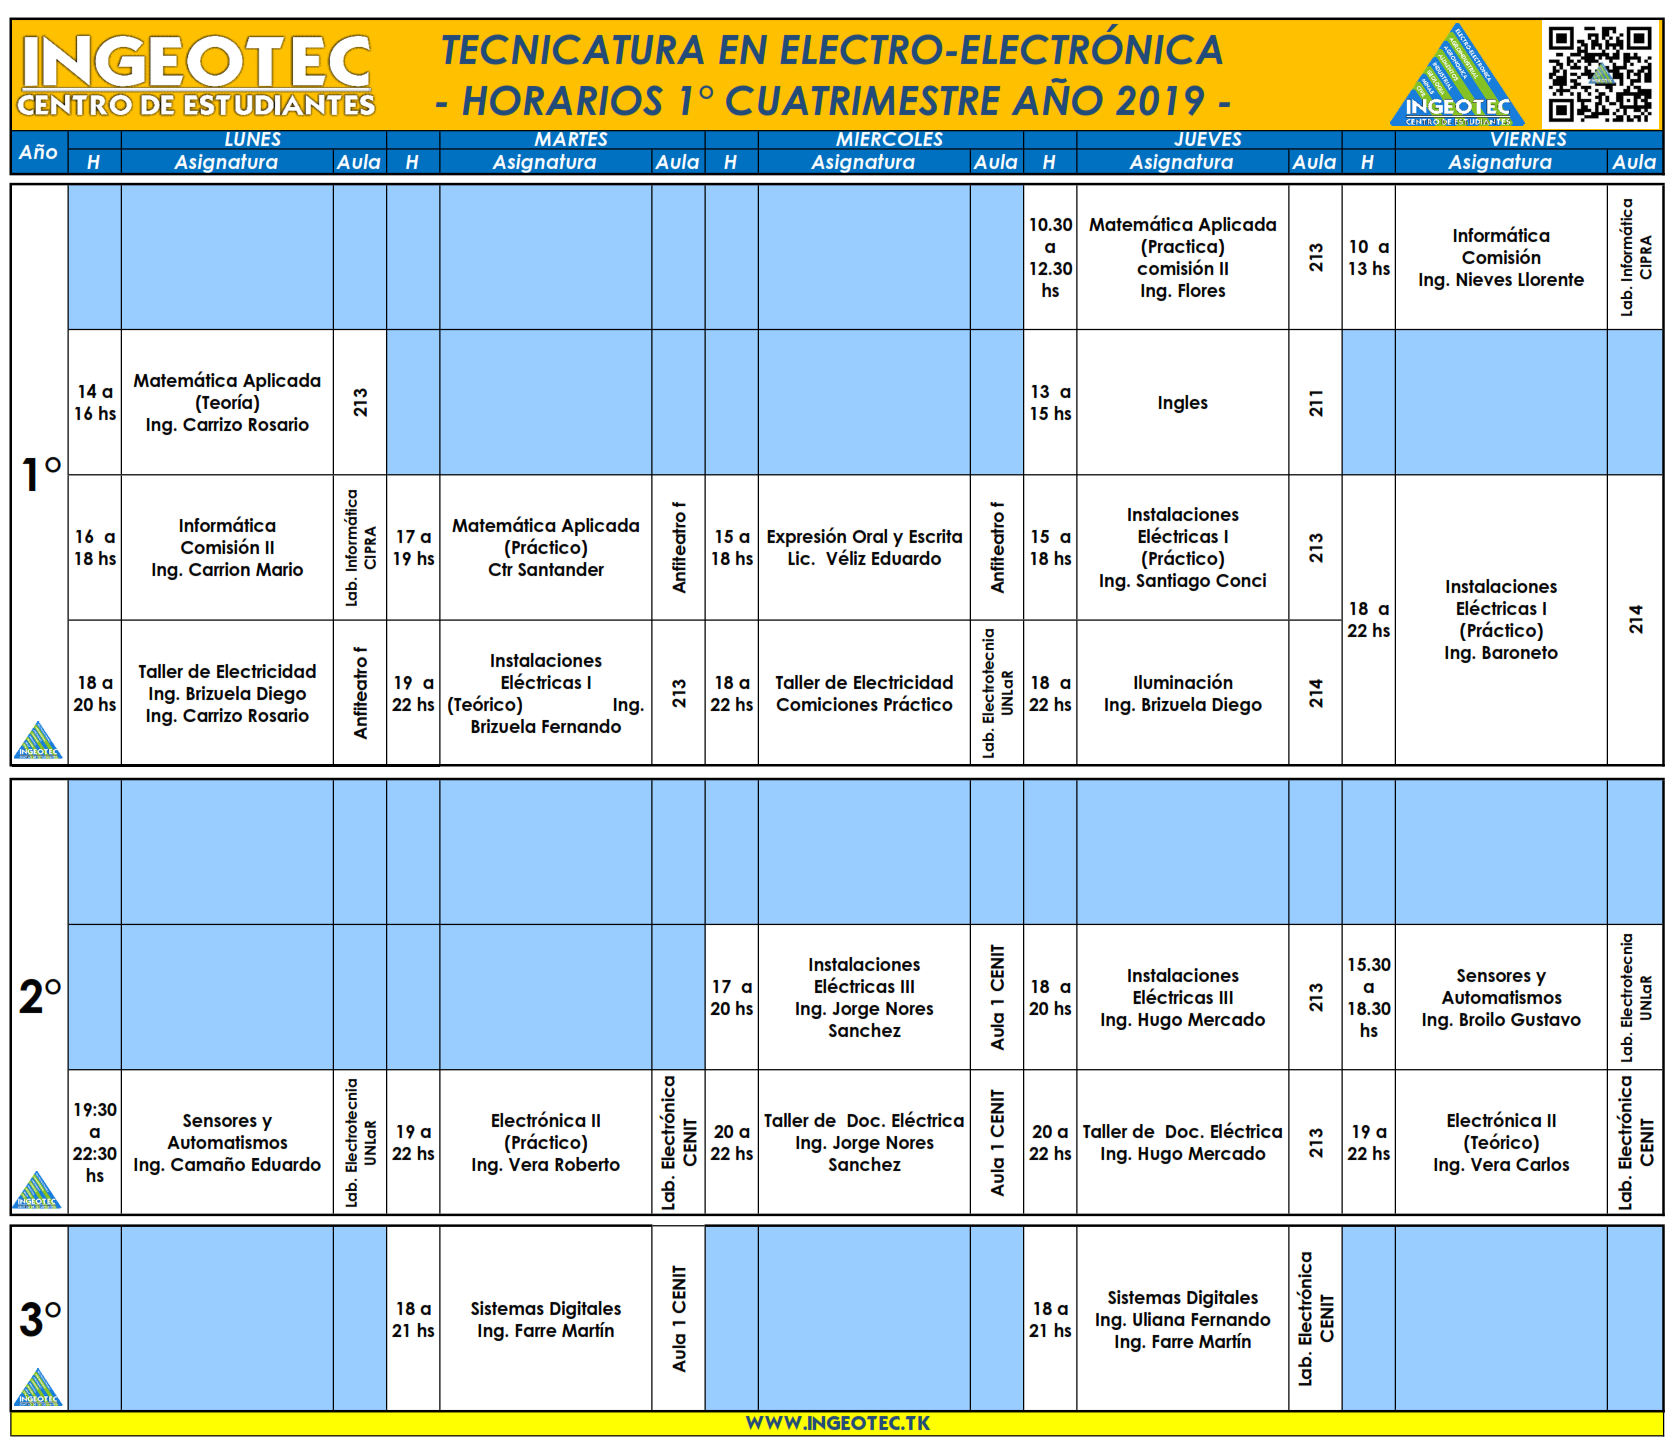 INGEOTEC
CENTRO DE ESTUDIANTES
TECNICATURA EN ELECTRO-ELECTRÓNICA
- HORARIOS 1° CUATRIMESTRE AÑO 2019 -
INGEOTEC
CENTRO DE ESTUDIANTES
Año
LUNES
MARTES
MIERCOLES
JUEVES
VIERNES
H
Asignatura
Aula
H
Asignatura
Aula
H
Asignatura
Aula
H
Asignatura
Aula
H
Asignatura
Aula
1°
10.30
a
12.30
hs
Matemática Aplicada
(Practica)
comisión II
Ing. Flores
213
10 a
13 hs
Informática
Comisión
Ing. Nieves Llorente
Lab. Informática
CIPRA
14 a
16 hs
Matemática Aplicada
(Teoría)
Ing. Carrizo Rosario
213
13 a
15 hs
Ingles
211
16 a
18 hs
Informática
Comisión II
Ing. Carrion Mario
Lab. Informática
CIPRA
17 a
19 hs
Matemática Aplicada
(Práctico)
Ctr Santander
Anfiteatro f
15 a
18 hs
Expresión Oral y Escrita
Lic. Véliz Eduardo
Anfiteatro f
15 a
18 hs
Instalaciones
Eléctricas I
(Práctico)
Ing. Santiago Conci
213
18 a
22 hs
Instalaciones
Eléctricas I
(Práctico)
Ing. Baroneto
214
18 a
20 hs
Taller de Electricidad
Ing. Brizuela Diego
Ing. Carrizo Rosario
Anfiteatro f
19 a
22 hs
Instalaciones
Eléctricas I
(Teórico) Ing.
Brizuela Fernando
213
18 a
22 hs
Taller de Electricidad
Comiciones Práctico
Lab. Electrotecnia
UNLaR
18 a
22 hs
Iluminación
Ing. Brizuela Diego
214
INGEOTEC
2°
17 a
20 hs
Instalaciones
Eléctricas III
Ing. Jorge Nores
Sanchez
Aula 1 CENIT
18 a
20 hs
Instalaciones
Eléctricas III
Ing. Hugo Mercado
213
15.30
a
18.30
hs
Sensores y
Automatismos
Ing. Broilo Gustavo
Lab. Electrotecnia
UNLaR
19:30
a
22:30
hs
Sensores y
Automatismos
Ing. Camaño Eduardo
Lab. Electrotecnia
UNLaR
19 a
22 hs
Electrónica II
(Práctico)
Ing. Vera Roberto
Lab. Electrónica
CENIT
20 a
22 hs
Taller de Doc. Eléctrica
Ing. Jorge Nores
Sanchez
Aula 1 CENIT
20 a
22 hs
Taller de Doc. Eléctrica
Ing. Hugo Mercado
213
19 a
22 hs
Electrónica II
(Teórico)
Ing. Vera Carlos
Lab. Electrónica
CENIT
INGEOTEC
3°
18 a
21 hs
Sistemas Digitales
Ing. Farre Martín
Aula 1 CENIT
18 a
21 hs
Sistemas Digitales
Ing. Uliana Fernando
Ing. Farre Martín
Lab. Electrónica
CENIT
INGEOTEC
WWW.INGEOTEC.TK